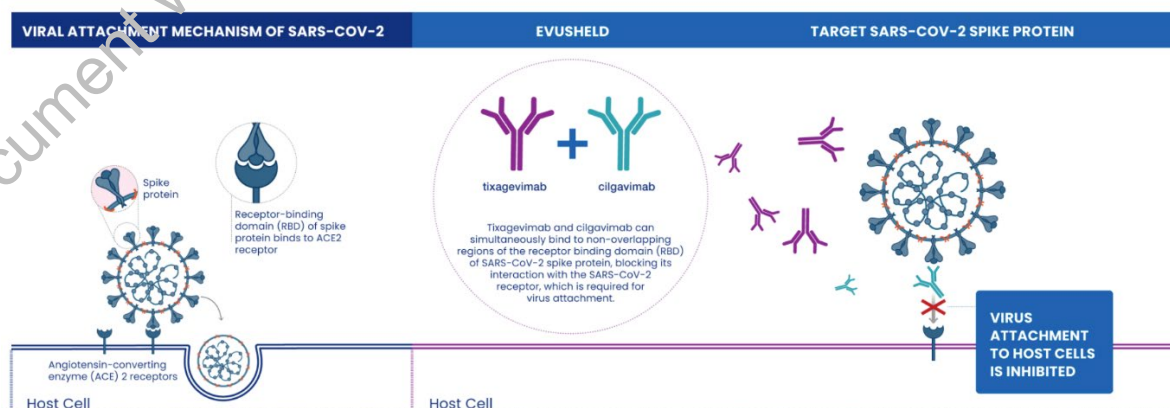 VIRAL ATTACHMENT MECHANISM OF SARS-COV-2
EVUSHELD
TARGET SARS-COV-2 SPIKE PROTEIN
Spike
protein
Receptor-binding
domain (RBD) of spike
protein binds to ACE2
receptor
Angiotensin-converting
enzyme (ACE) 2 receptors
Host Cell
tixagevimab
+
cilgavimab
Tixagevimab and cilgavimab can
simultaneously bind to non-overlapping
regions of the receptor binding domain (RBD)
of SARS-CoV-2 spike protein, blocking its
interaction with the SARS-CoV-2
receptor, which is required for
virus attachment.
VIRUS
ATTACHMENT
TO HOST CELLS
IS INHIBITED
Host Cell